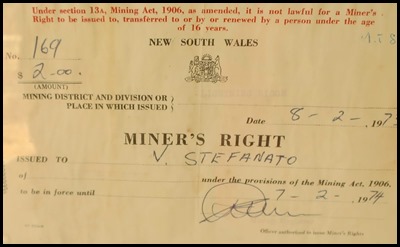 Under section 13A, Mining Act, 1906, as amended, it is not lawful for a Miner's
Right to be issued to, transferred to or by or renewed by a person under the age
of 16 years.
No. 169
NEW SOUTH WALES
$ 2.00.
(AMOUNT)
MINING DISTRICT AND DIVISION OR
PLACE IN WHICH ISSUED
Date 8 - 2 - 1973
MINER'S RIGHT
ISSUED TO V. STEFANATO
of
under the provisions of the Mining Act, 1906,
to be in force until 7 - 2 - 1974
Officer authorised to issue Miner's Rights